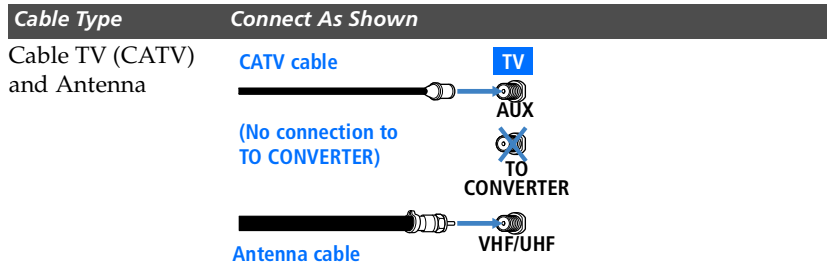 Cable Type Connect As Shown
Cable TV (CATV)
and Antenna
CATV cable
TV
AUX
(No connection to
TO CONVERTER)
TO
CONVERTER
VHF/UHF
Antenna cable